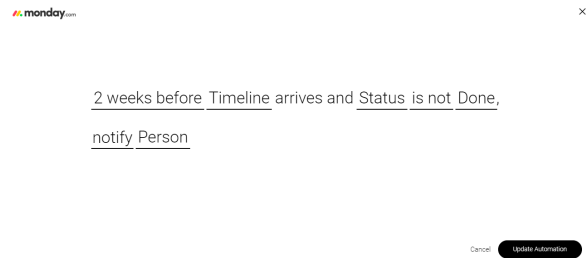 monday.com
2 weeks before Timeline arrives and Status is not Done,
notify Person
Cancel Update Automation